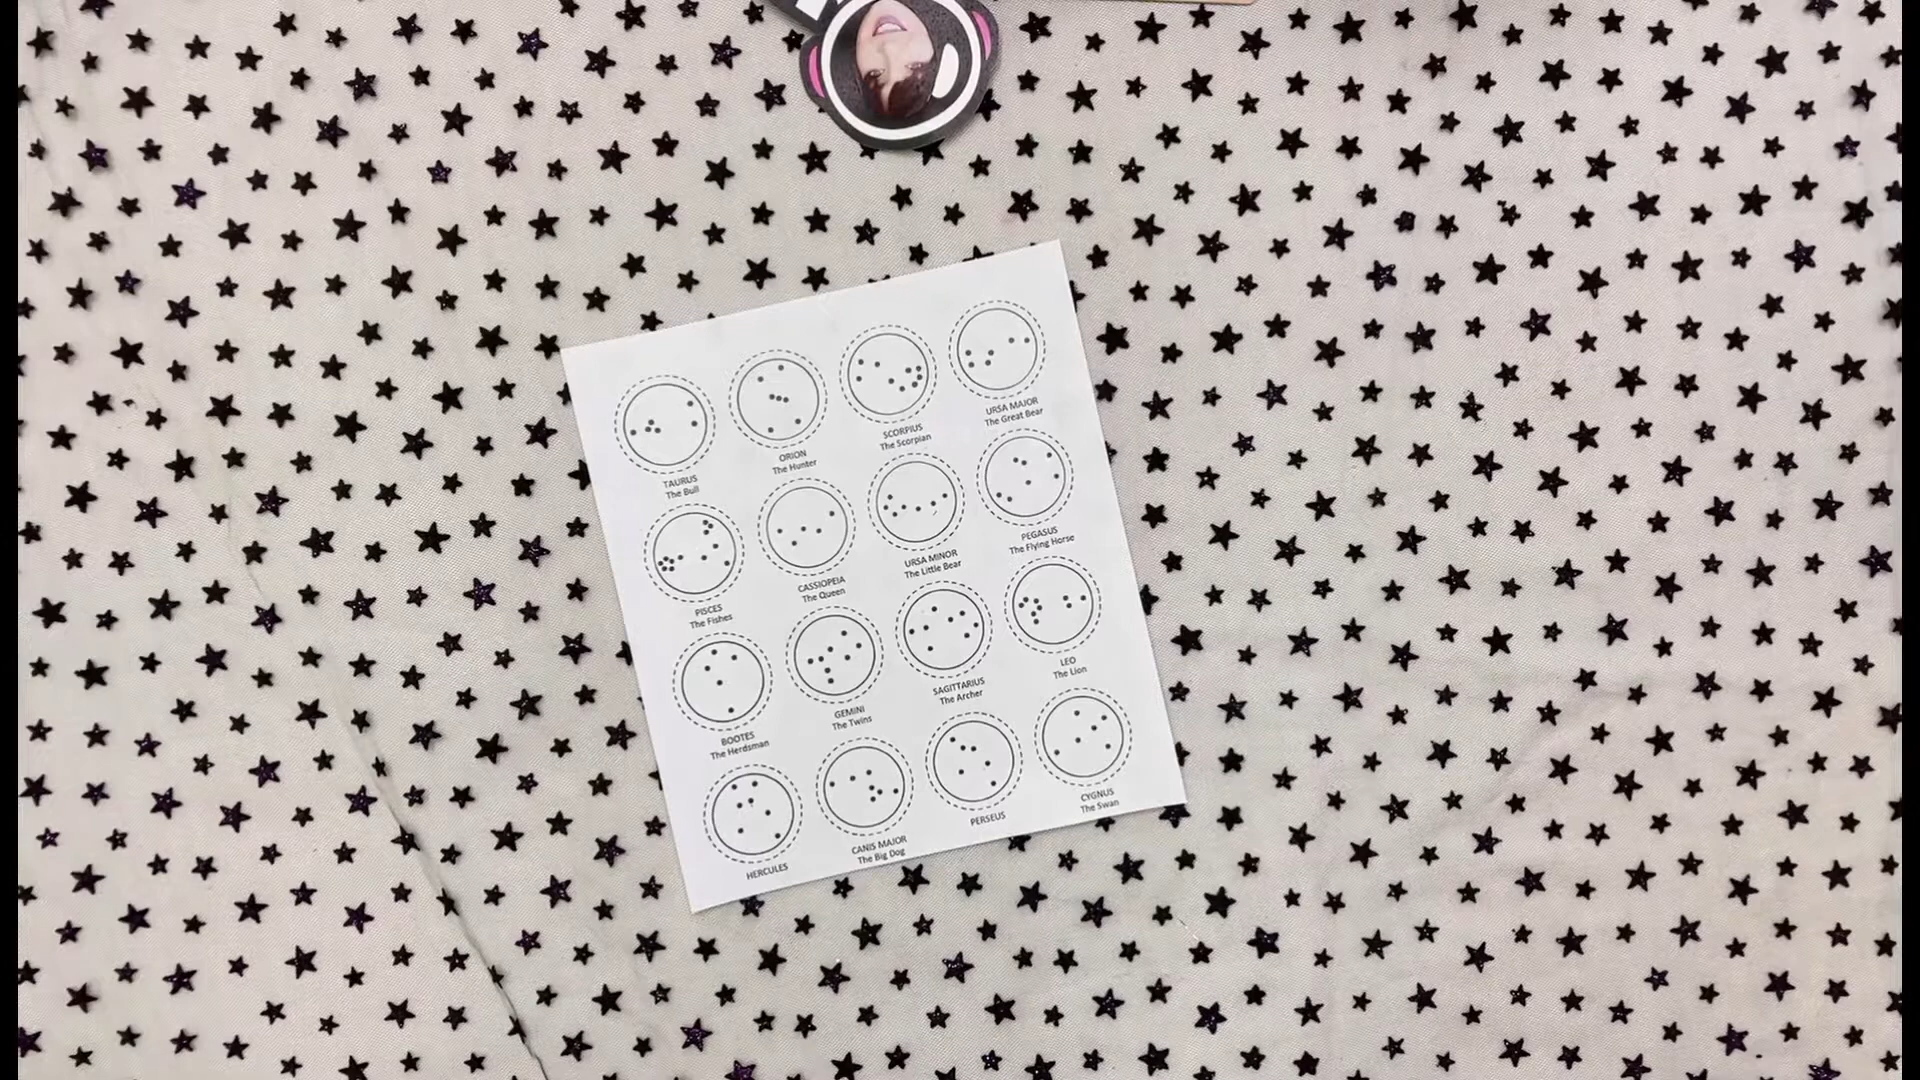 TAURUS
The Bull
ORION
The Hunter
SCORPIUS
The Scorpian
URSA MAJOR
The Great Bear
PISCES
The Fishes
CASSIOPEIA
The Queen
URSA MINOR
The Little Bear
PEGASUS
The Flying Horse
BOOTES
The Herdsman
GEMINI
The Twins
SAGITTARIUS
The Archer
LEO
The Lion
HERCULES
CANIS MAJOR
The Big Dog
PERSEUS
CYGNUS
The Swan